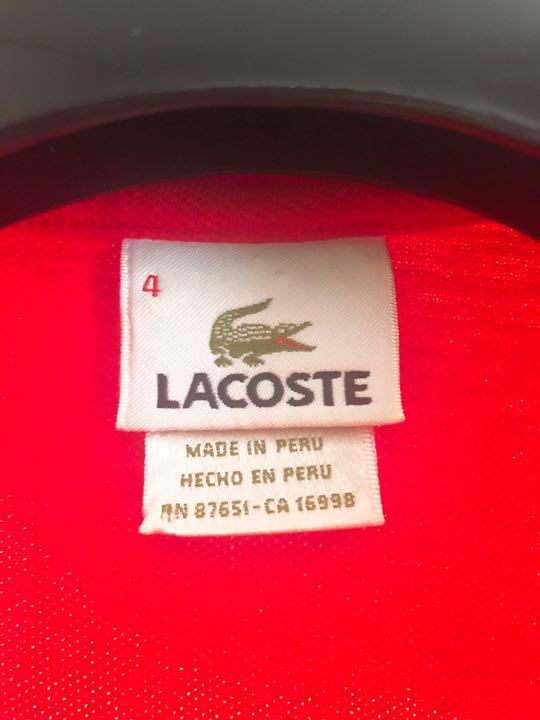 4
LACOSTE
MADE IN PERU
HECHO EN PERU
RN 87651-CA 16998